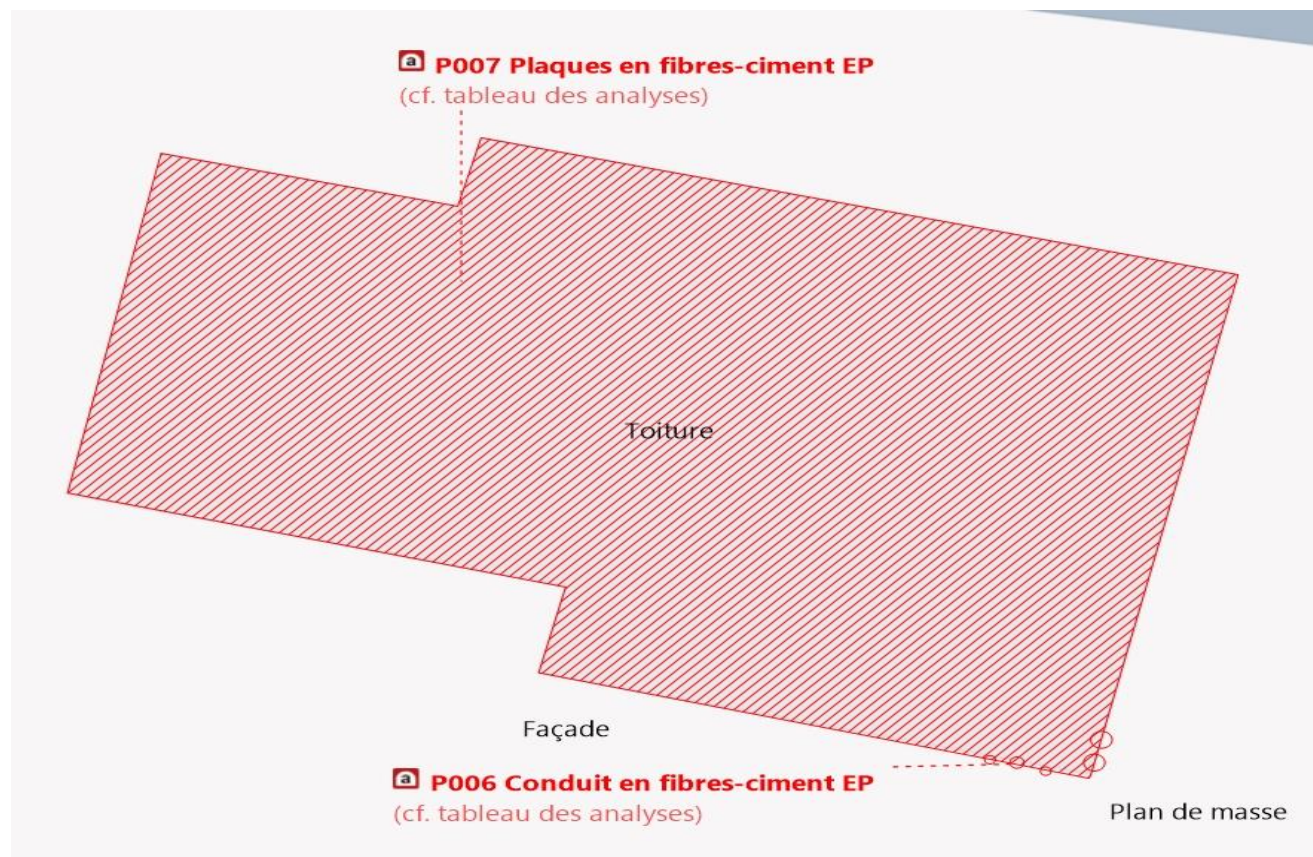 a P007 Plaques en fibres-ciment EP
(cf. tableau des analyses)
Toiture
Façade
a P006 Conduit en fibres-ciment EP
(cf. tableau des analyses)
Plan de masse